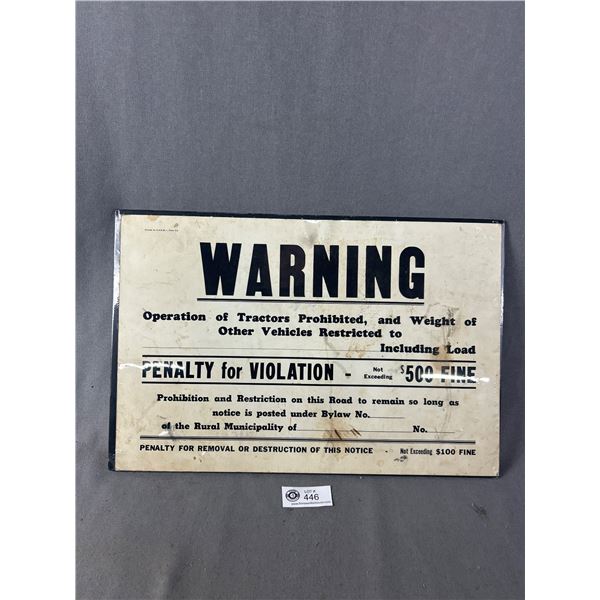 WARNING
Operation of Tractors Prohibited, and Weight of
Other Vehicles Restricted to
Including Load
PENALTY for VIOLATION - Not Exceeding $500 FINE
Prohibition and Restriction on this Road to remain so long as
notice is posted under Bylaw No.
of the Rural Municipality of No.
PENALTY FOR REMOVAL OR DESTRUCTION OF THIS NOTICE - Not Exceeding $100 FINE
LOT #
446